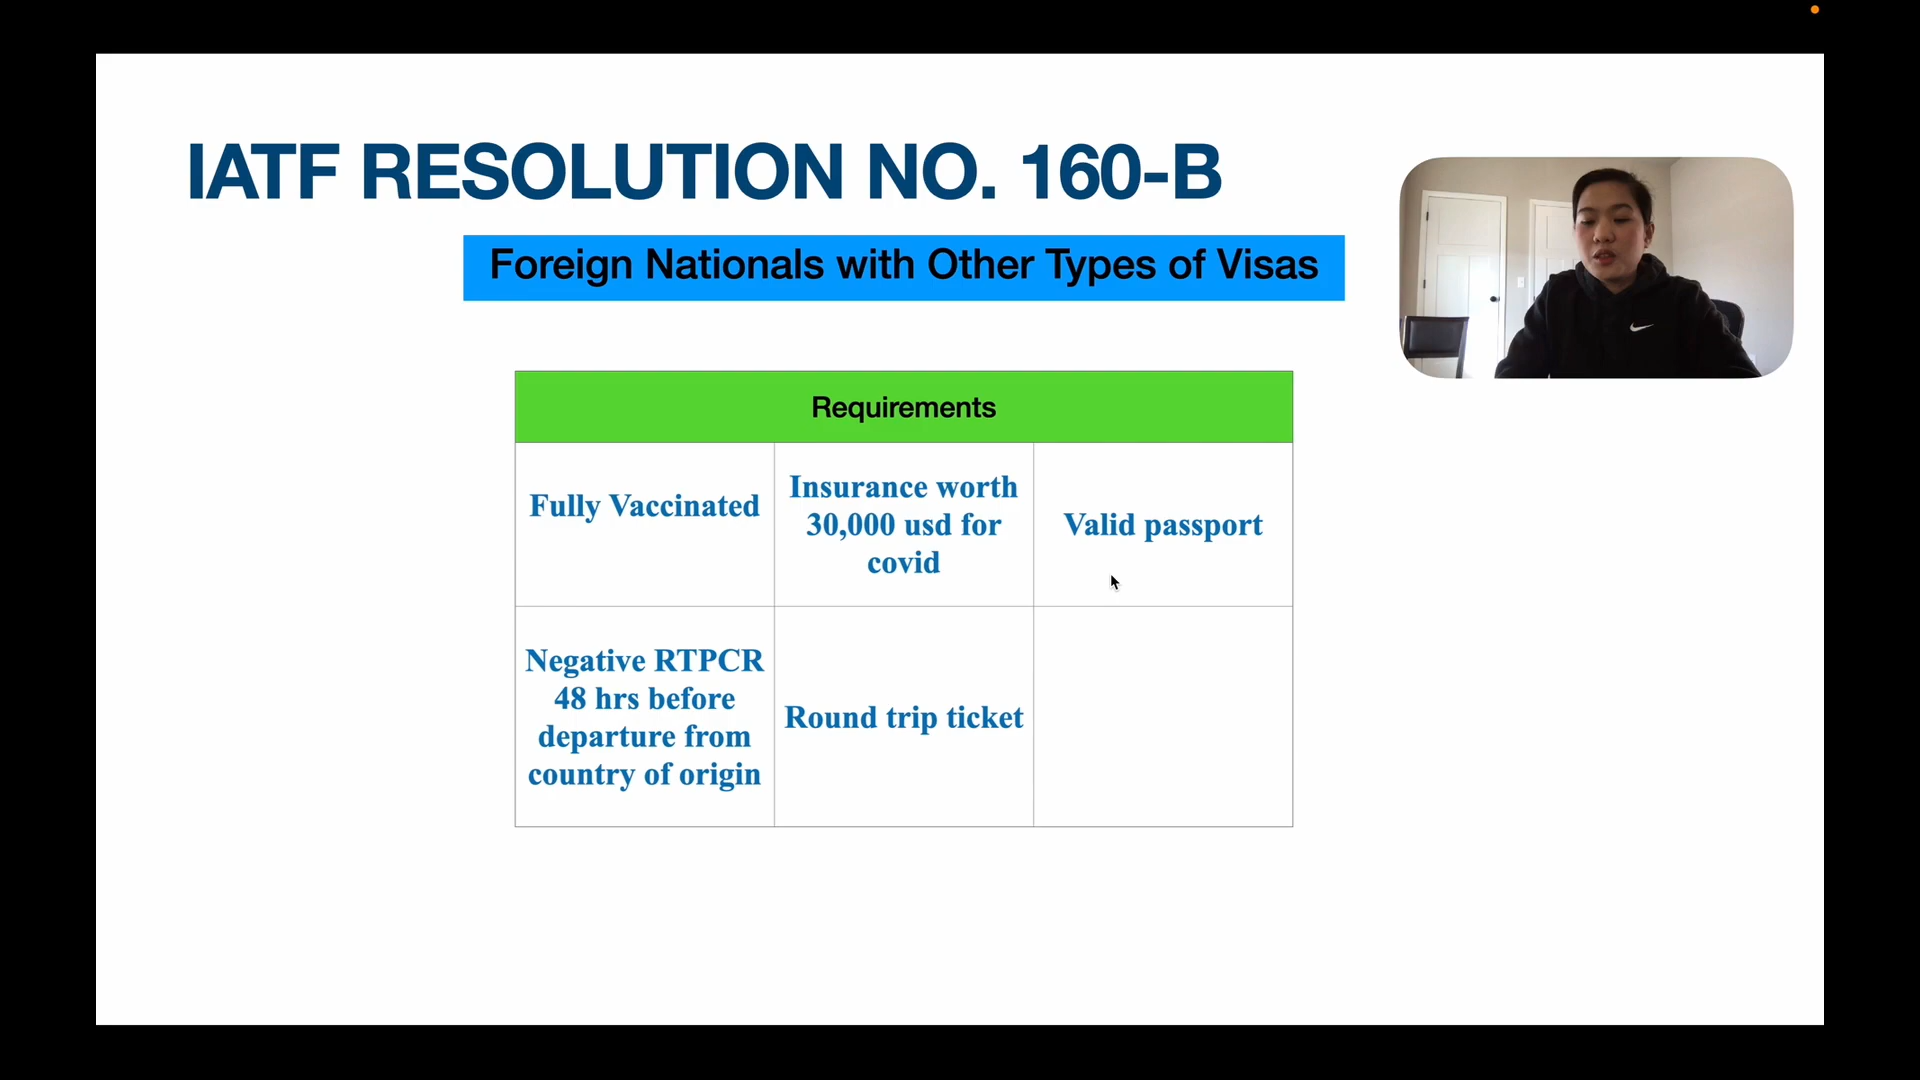 IATF RESOLUTION NO. 160-B
Foreign Nationals with Other Types of Visas
Requirements
Fully Vaccinated
Insurance worth
30,000 usd for
covid
Valid passport
Negative RTPCR
48 hrs before
departure from
country of origin
Round trip ticket